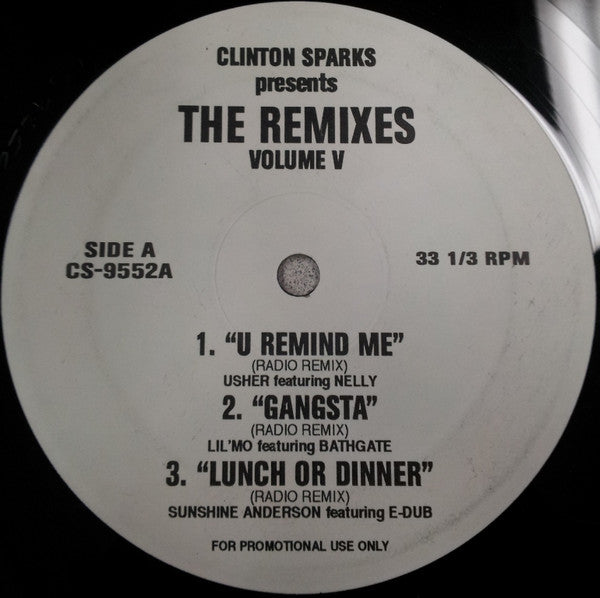 CLINTON SPARKS
presents
THE REMIXES
VOLUME V
SIDE A
CS-9552A
33 1/3 RPM
1. “U REMIND ME”
(RADIO REMIX)
USHER featuring NELLY
2. “GANGSTA”
(RADIO REMIX)
LIL’MO featuring BATHGATE
3. “LUNCH OR DINNER”
(RADIO REMIX)
SUNSHINE ANDERSON featuring E-DUB
FOR PROMOTIONAL USE ONLY